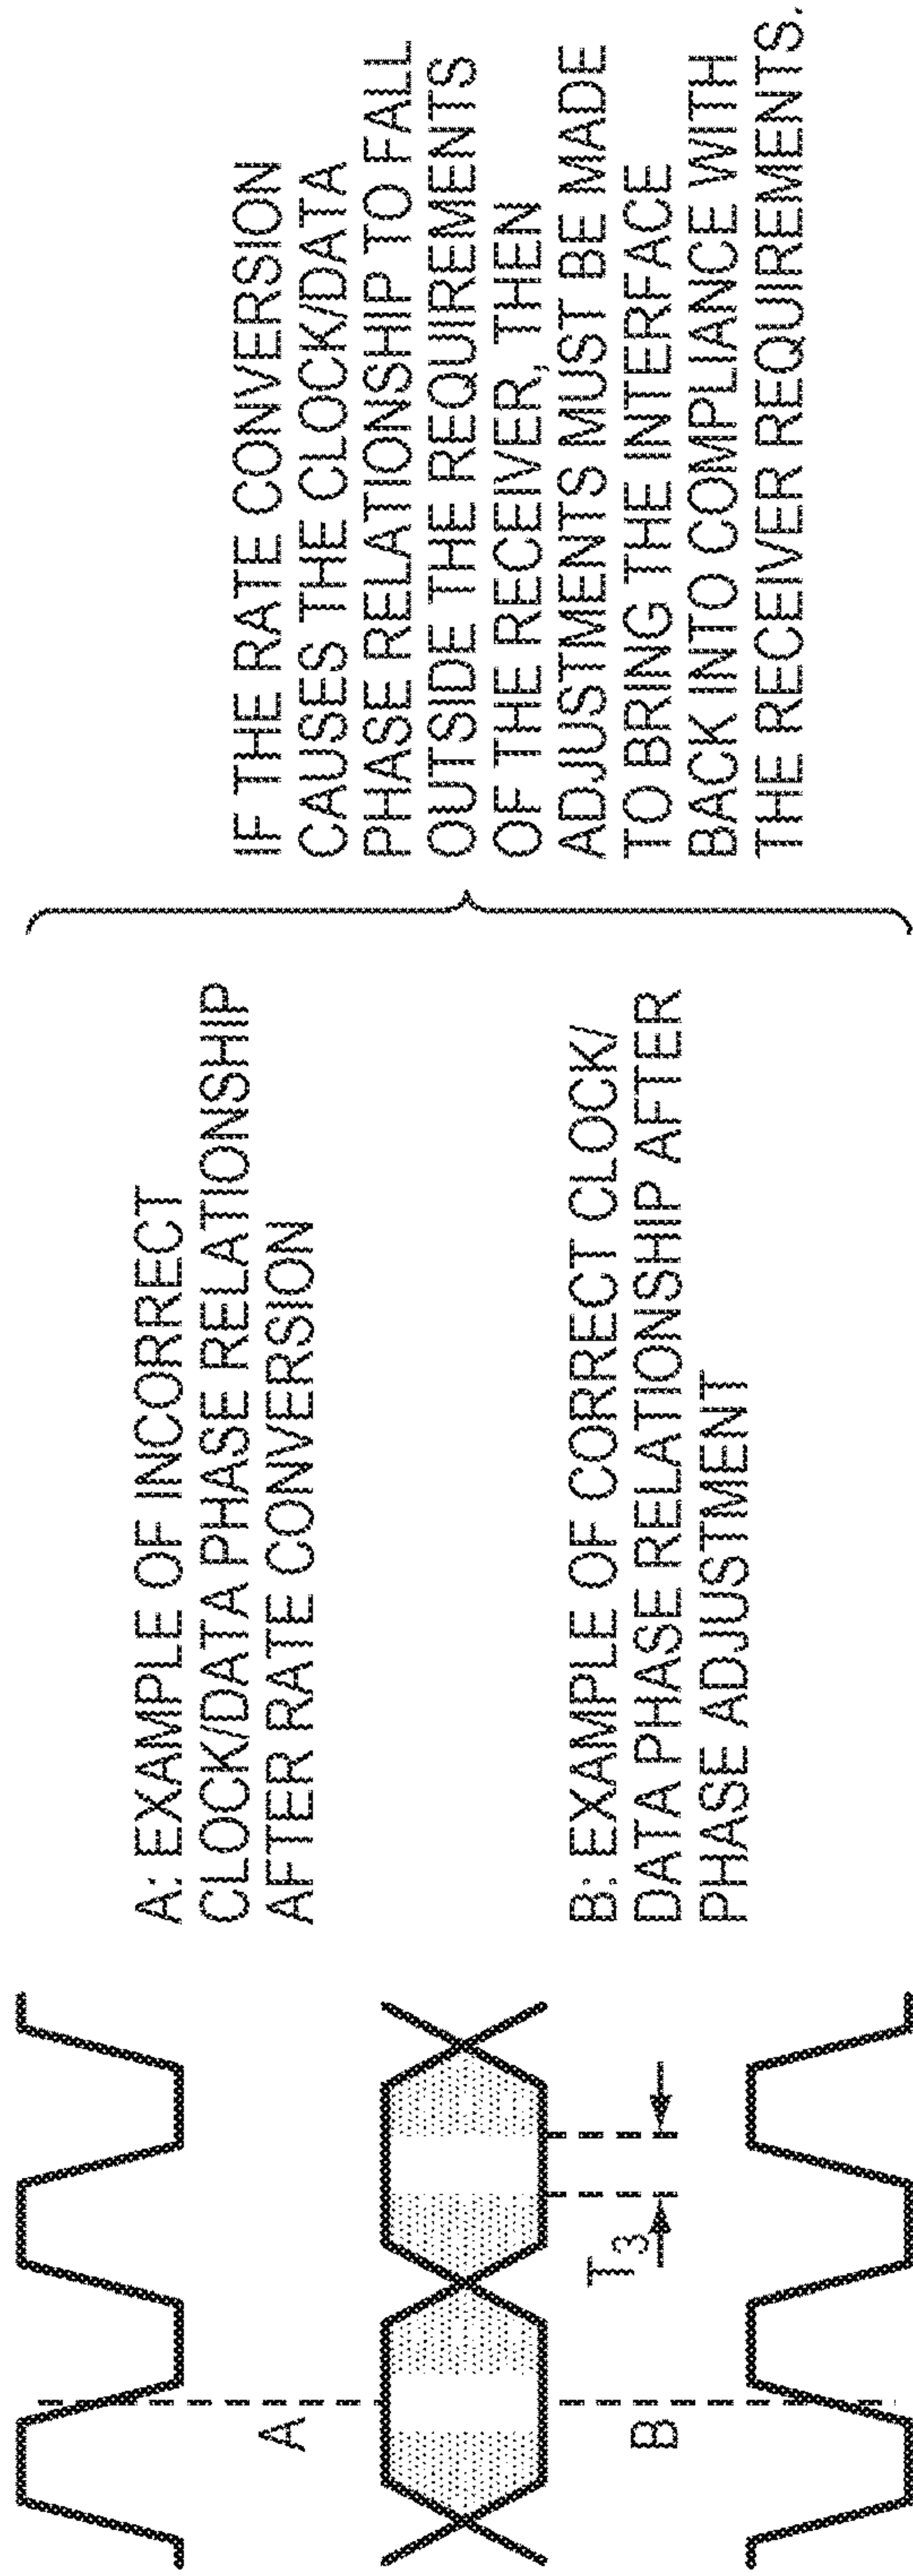 A
B
T3
A: EXAMPLE OF INCORRECT
CLOCK/DATA PHASE RELATIONSHIP
AFTER RATE CONVERSION
B: EXAMPLE OF CORRECT CLOCK/
DATA PHASE RELATIONSHIP AFTER
PHASE ADJUSTMENT
IF THE RATE CONVERSION
CAUSES THE CLOCK/DATA
PHASE RELATIONSHIP TO FALL
OUTSIDE THE REQUIREMENTS
OF THE RECEIVER, THEN
ADJUSTMENTS MUST BE MADE
TO BRING THE INTERFACE
BACK INTO COMPLIANCE WITH
THE RECEIVER REQUIREMENTS.